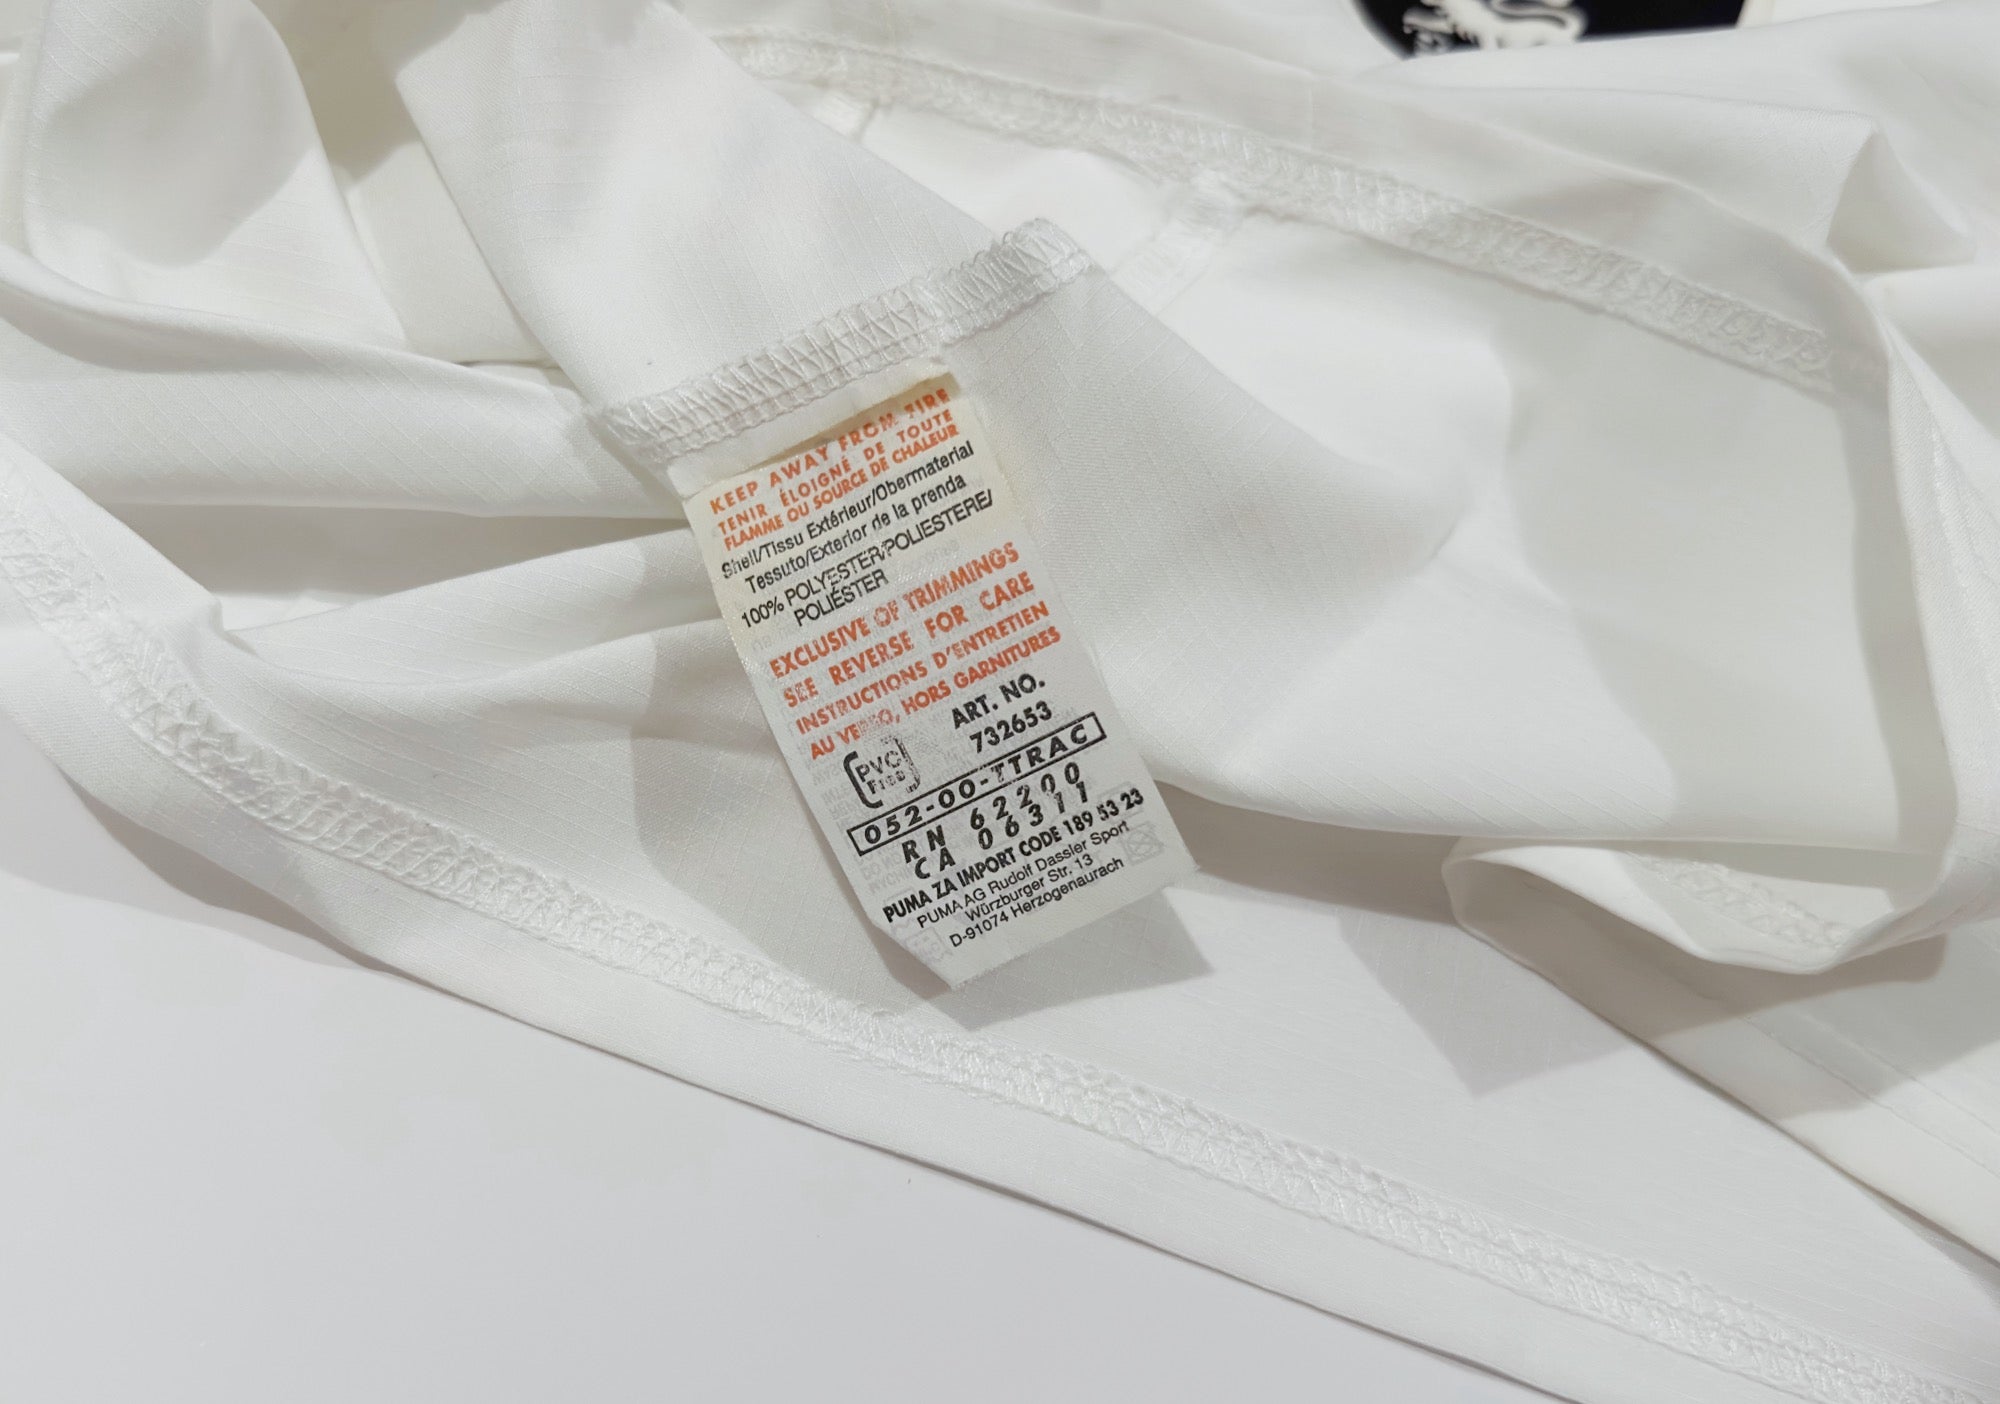 KEEP AWAY FROM FIRE
TENIR ÉLOIGNÉ DE TOUTE
FLAMME OU SOURCE DE CHALEUR
Shell/Tissu Extérieur/Obermaterial
Tessuto/Exterior de la prenda
100% POLYESTER/POLIESTERE/
POLIÉSTER
EXCLUSIVE OF TRIMMINGS
SEE REVERSE FOR CARE
INSTRUCTIONS D'ENTRETIEN
AU VERSO, HORS GARNITURES
ART. NO.
732653
PVC
Free
052-00-TTRAC
RN 62200
CA 06311
PUMA ZA IMPORT CODE 189 53 23
PUMA AG Rudolf Dassler Sport
Würzburger Str. 13
D-91074 Herzogenaurach